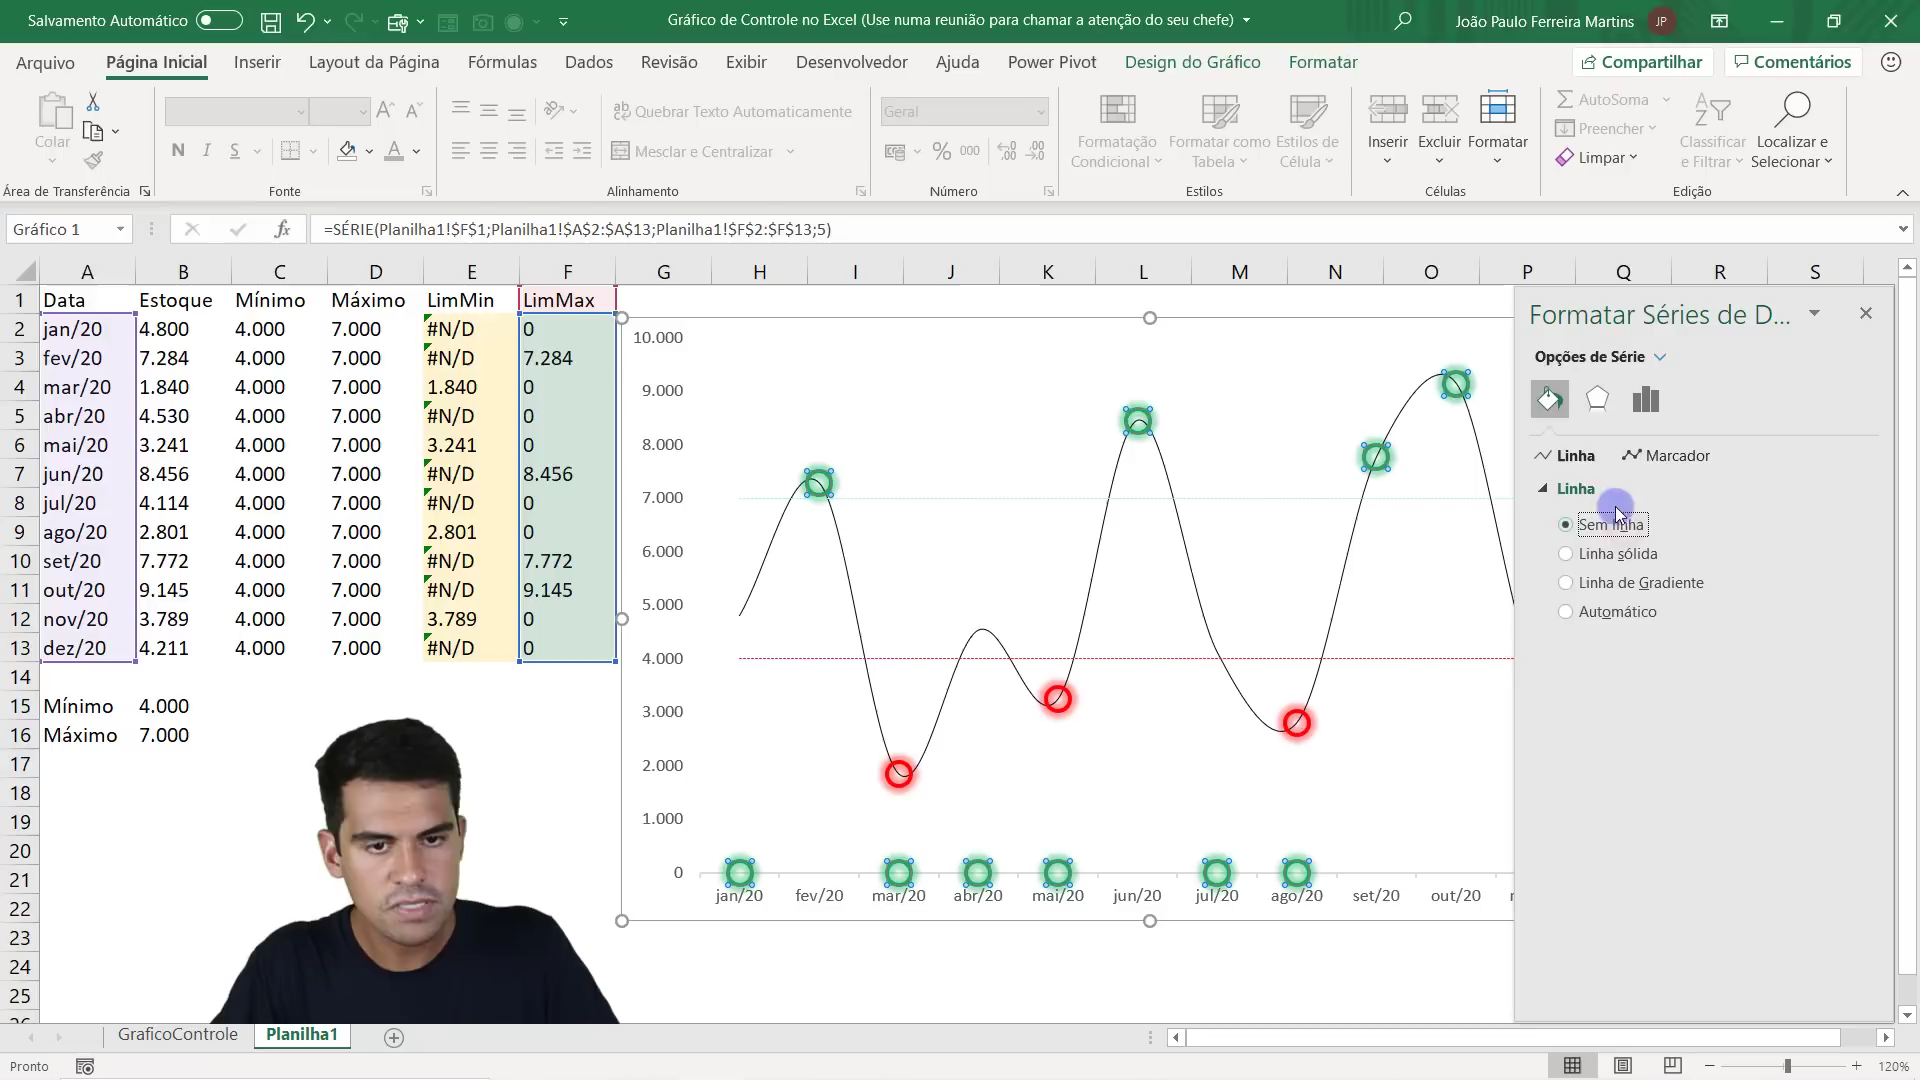 Salvamento Automático
Gráfico de Controle no Excel (Use numa reunião para chamar a atenção do seu chefe)
João Paulo Ferreira Martins
JP
Arquivo
Página Inicial
Inserir
Layout da Página
Fórmulas
Dados
Revisão
Exibir
Desenvolvedor
Ajuda
Power Pivot
Design do Gráfico
Formatar
Compartilhar
Comentários
Colar
Área de Transferência
N I S
Fonte
Quebrar Texto Automaticamente
Mesclar e Centralizar
Alinhamento
Geral
% 000
Número
Formatação Condicional
Formatar como Tabela
Estilos de Célula
Estilos
Inserir
Excluir
Formatar
Células
AutoSoma
Preencher
Limpar
Classificar e Filtrar
Localizar e Selecionar
Edição
Gráfico 1
fx
=SÉRIE(Planilha1!$F$1;Planilha1!$A$2:$A$13;Planilha1!$F$2:$F$13;5)
A B C D E F G H I J K L M N O P Q R S
1 Data Estoque Mínimo Máximo LimMin LimMax
2 jan/20 4.800 4.000 7.000 #N/D 0
3 fev/20 7.284 4.000 7.000 #N/D 7.284
4 mar/20 1.840 4.000 7.000 1.840 0
5 abr/20 4.530 4.000 7.000 #N/D 0
6 mai/20 3.241 4.000 7.000 3.241 0
7 jun/20 8.456 4.000 7.000 #N/D 8.456
8 jul/20 4.114 4.000 7.000 #N/D 0
9 ago/20 2.801 4.000 7.000 2.801 0
10 set/20 7.772 4.000 7.000 #N/D 7.772
11 out/20 9.145 4.000 7.000 #N/D 9.145
12 nov/20 3.789 4.000 7.000 3.789 0
13 dez/20 4.211 4.000 7.000 #N/D 0
14
15 Mínimo 4.000
16 Máximo 7.000
17
18
19
20
21
22
23
24
25
10.000
9.000
8.000
7.000
6.000
5.000
4.000
3.000
2.000
1.000
0
jan/20 fev/20 mar/20 abr/20 mai/20 jun/20 jul/20 ago/20 set/20 out/20
Formatar Séries de D...
Opções de Série
Linha
Marcador
Linha
Sem linha
Linha sólida
Linha de Gradiente
Automático
GraficoControle
Planilha1
Pronto
120%